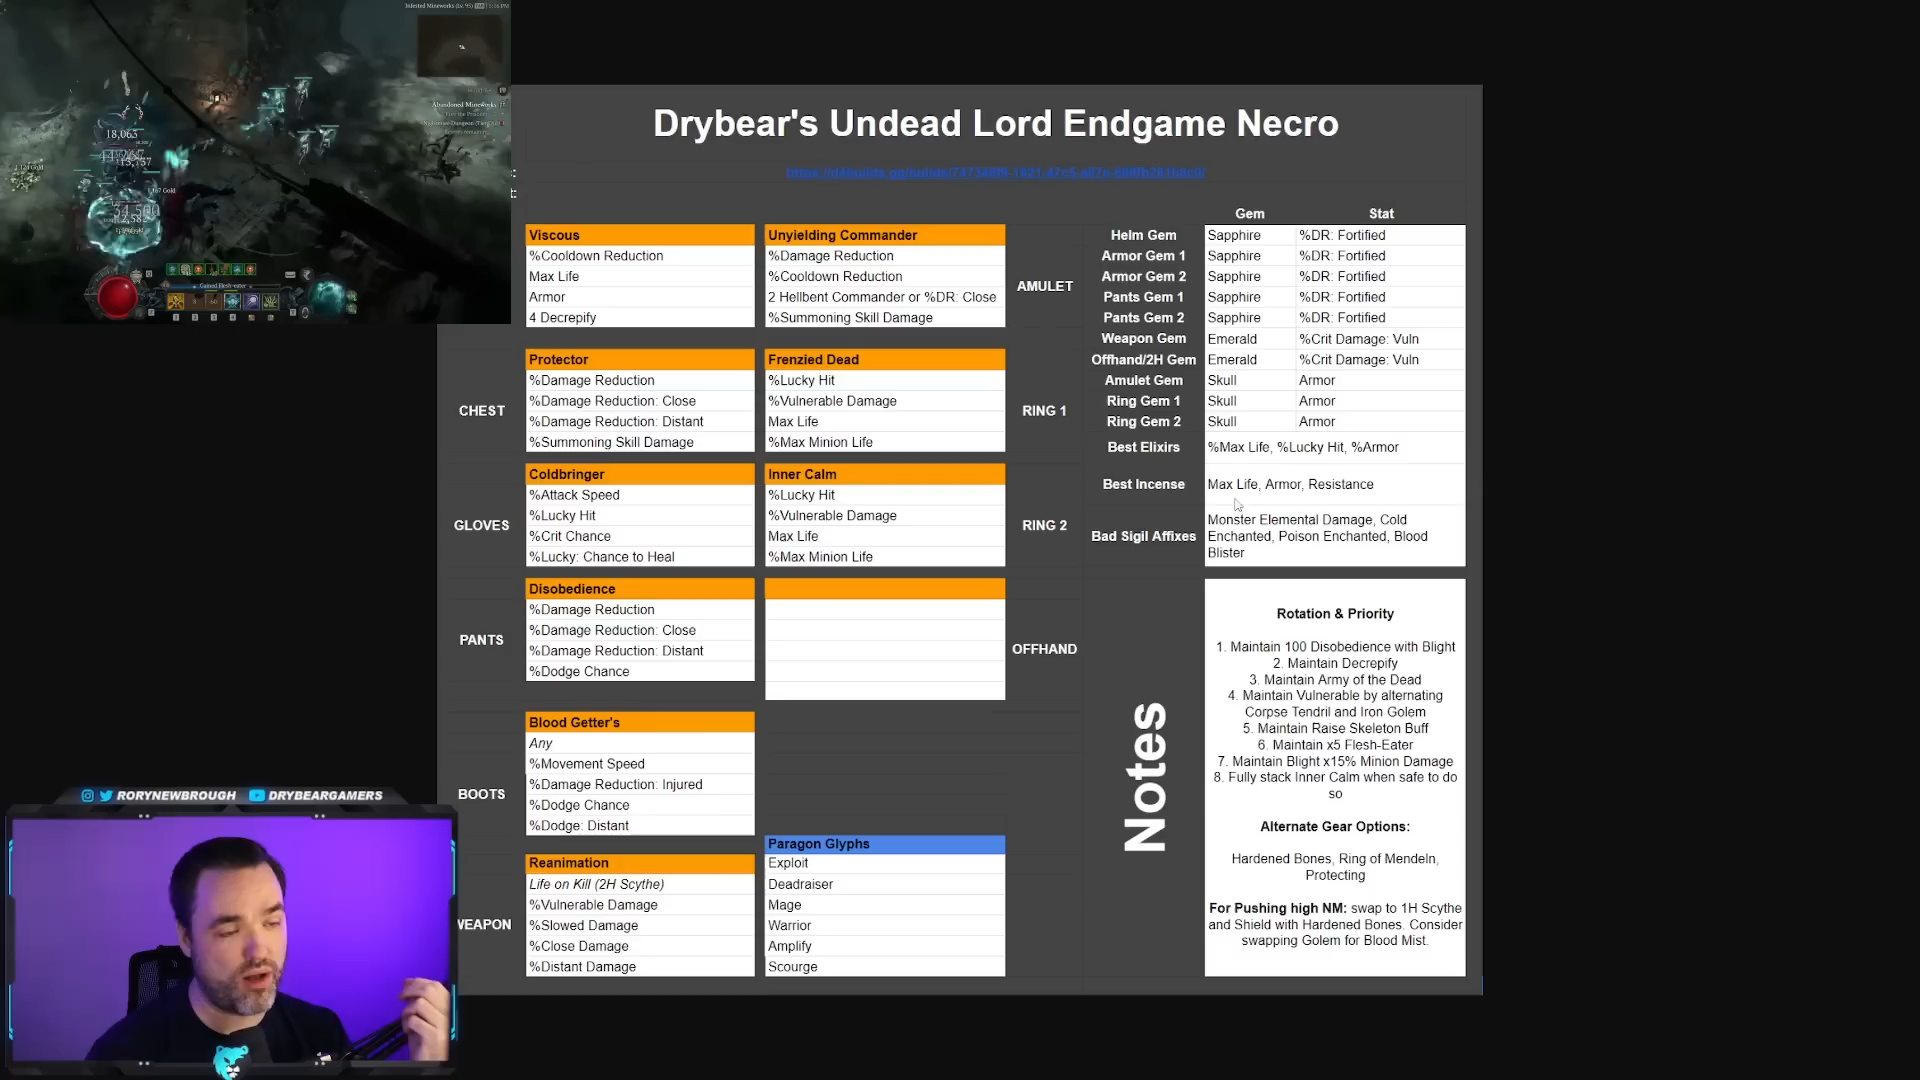 Infested Mineworks (Lv. 95)
Abandoned Mineworks
18,063
1,167 Gold
Gained Flesh-eater
Drybear's Undead Lord Endgame Necro
Gem Stat
Viscous
%Cooldown Reduction
Max Life
Armor
4 Decrepify
Unyielding Commander
%Damage Reduction
%Cooldown Reduction
2 Hellbent Commander or %DR: Close
%Summoning Skill Damage
AMULET
CHEST
Protector
%Damage Reduction
%Damage Reduction: Close
%Damage Reduction: Distant
%Summoning Skill Damage
Frenzied Dead
%Lucky Hit
%Vulnerable Damage
Max Life
%Max Minion Life
RING 1
GLOVES
Coldbringer
%Attack Speed
%Lucky Hit
%Crit Chance
%Lucky: Chance to Heal
Inner Calm
%Lucky Hit
%Vulnerable Damage
Max Life
%Max Minion Life
RING 2
PANTS
Disobedience
%Damage Reduction
%Damage Reduction: Close
%Damage Reduction: Distant
%Dodge Chance
OFFHAND
BOOTS
Blood Getter's
Any
%Movement Speed
%Damage Reduction: Injured
%Dodge Chance
%Dodge: Distant
WEAPON
Reanimation
Life on Kill (2H Scythe)
%Vulnerable Damage
%Slowed Damage
%Close Damage
%Distant Damage
Paragon Glyphs
Exploit
Deadraiser
Mage
Warrior
Amplify
Scourge
Helm Gem Sapphire %DR: Fortified
Armor Gem 1 Sapphire %DR: Fortified
Armor Gem 2 Sapphire %DR: Fortified
Pants Gem 1 Sapphire %DR: Fortified
Pants Gem 2 Sapphire %DR: Fortified
Weapon Gem Emerald %Crit Damage: Vuln
Offhand/2H Gem Emerald %Crit Damage: Vuln
Amulet Gem Skull Armor
Ring Gem 1 Skull Armor
Ring Gem 2 Skull Armor
Best Elixirs %Max Life, %Lucky Hit, %Armor
Best Incense Max Life, Armor, Resistance
Bad Sigil Affixes Monster Elemental Damage, Cold
Enchanted, Poison Enchanted, Blood
Blister
Notes
Rotation & Priority
1. Maintain 100 Disobedience with Blight
2. Maintain Decrepify
3. Maintain Army of the Dead
4. Maintain Vulnerable by alternating
Corpse Tendril and Iron Golem
5. Maintain Raise Skeleton Buff
6. Maintain x5 Flesh-Eater
7. Maintain Blight x15% Minion Damage
8. Fully stack Inner Calm when safe to do
so
Alternate Gear Options:
Hardened Bones, Ring of Mendeln,
Protecting
For Pushing high NM: swap to 1H Scythe
and Shield with Hardened Bones. Consider
swapping Golem for Blood Mist.
RORYNEWBROUGH DRYBEARGAMERS